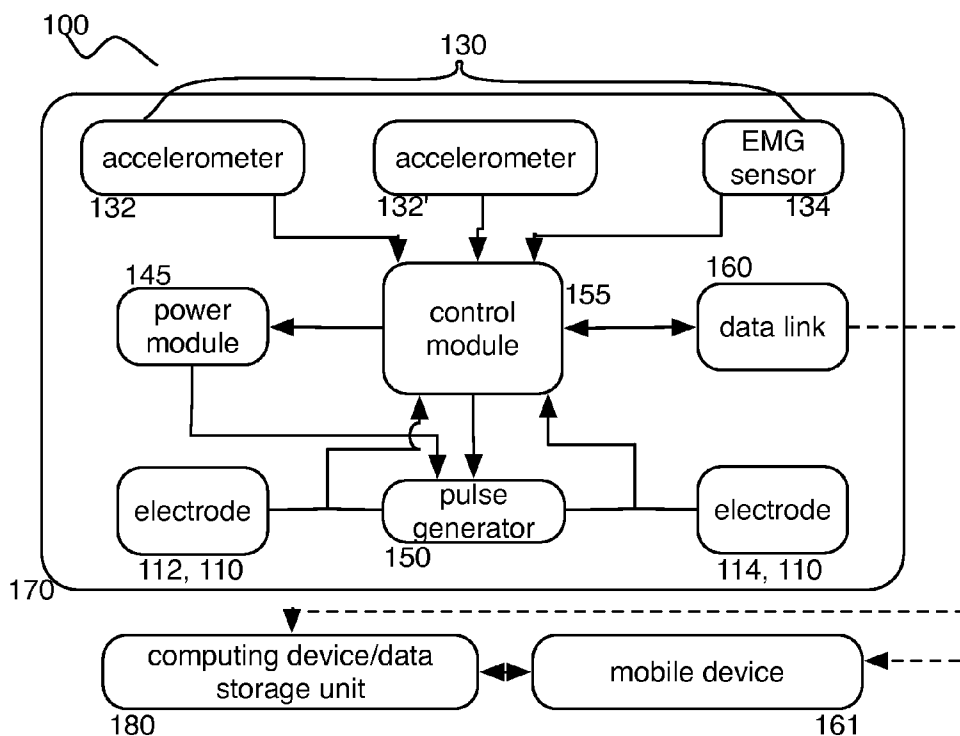 100
130
accelerometer
accelerometer
EMG
sensor
132
132'
134
145
power
module
control
module
155
160
data link
electrode
pulse
generator
electrode
112, 110
150
114, 110
170
computing device/data
storage unit
mobile device
180
161